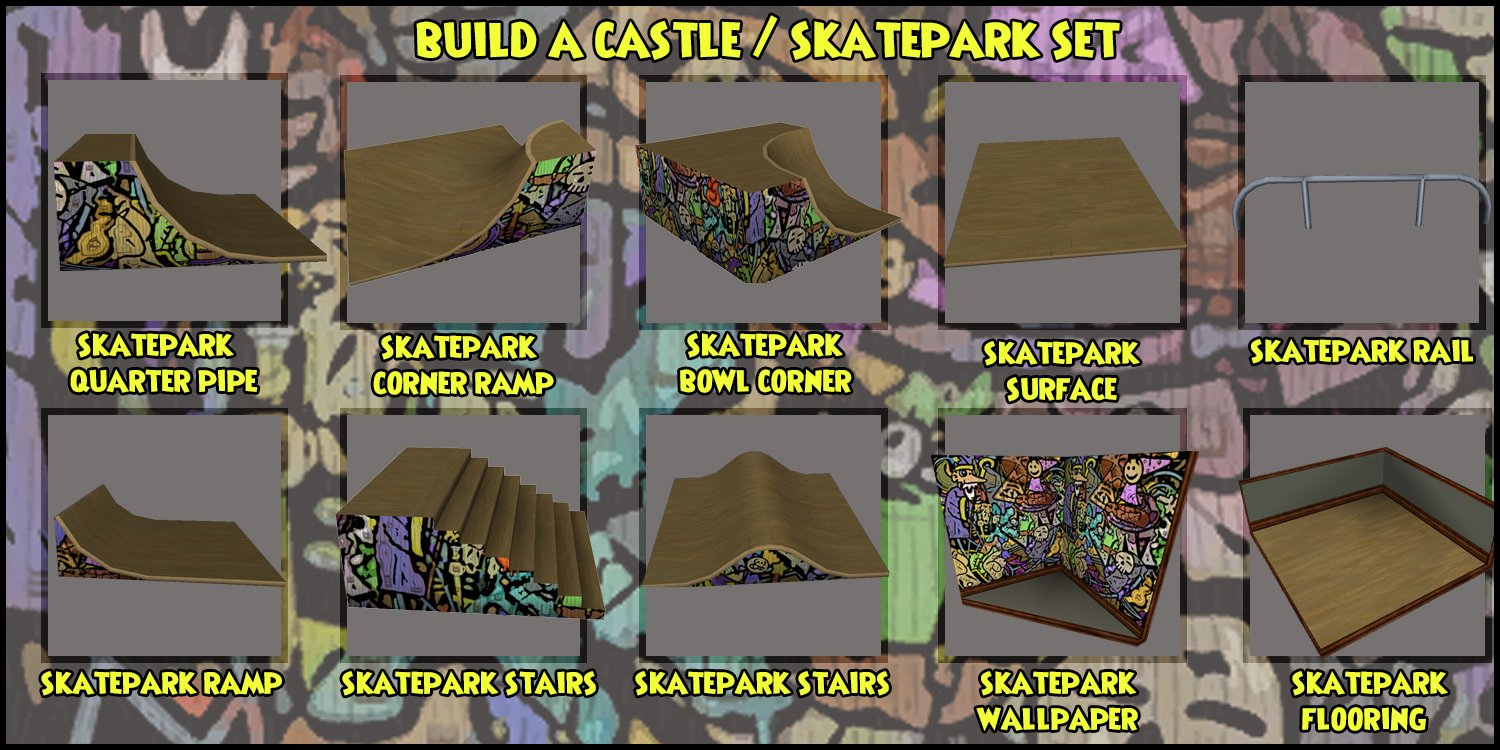 BUILD A CASTLE / SKATEPARK SET
SKATEPARK
QUARTER PIPE
SKATEPARK
CORNER RAMP
SKATEPARK
BOWL CORNER
SKATEPARK
SURFACE
SKATEPARK RAIL
SKATEPARK RAMP
SKATEPARK STAIRS
SKATEPARK STAIRS
SKATEPARK
WALLPAPER
SKATEPARK
FLOORING